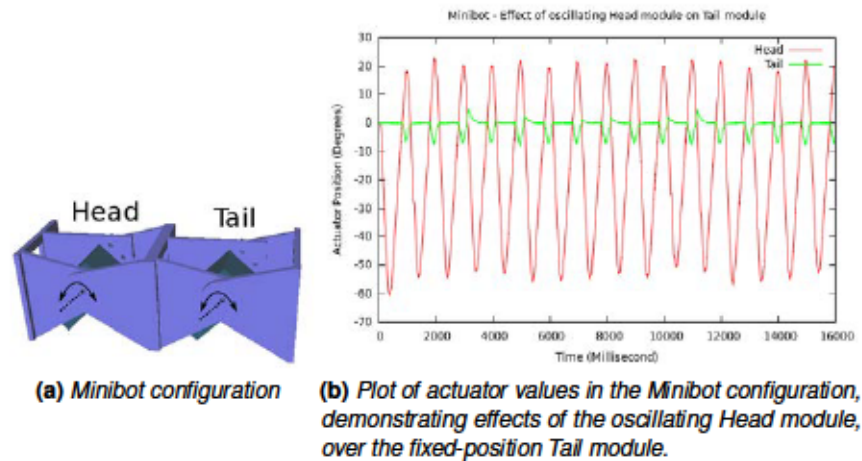 Minibot - Effect of oscillating Head module on Tail module
Head
Tail
30
20
10
0
-10
-20
-30
-40
-50
-60
-70
Actuator Position (Degrees)
0 2000 4000 6000 8000 10000 12000 14000 16000
Time (Millisecond)
Head Tail
(a) Minibot configuration
(b) Plot of actuator values in the Minibot configuration,
demonstrating effects of the oscillating Head module,
over the fixed-position Tail module.